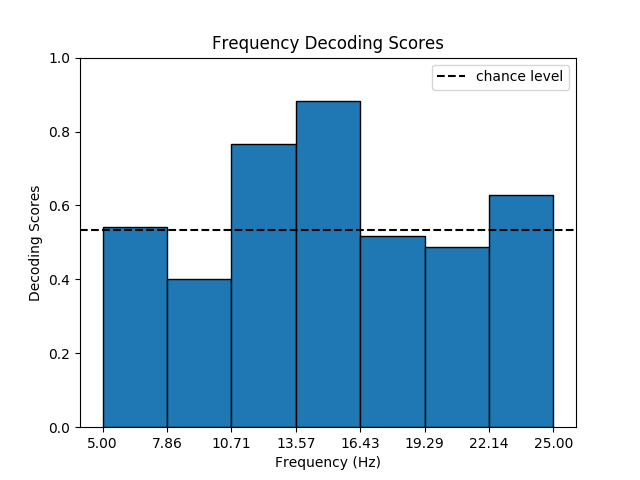 Frequency Decoding Scores
chance level
Decoding Scores
1.0
0.8
0.6
0.4
0.2
0.0
5.00 7.86 10.71 13.57 16.43 19.29 22.14 25.00
Frequency (Hz)